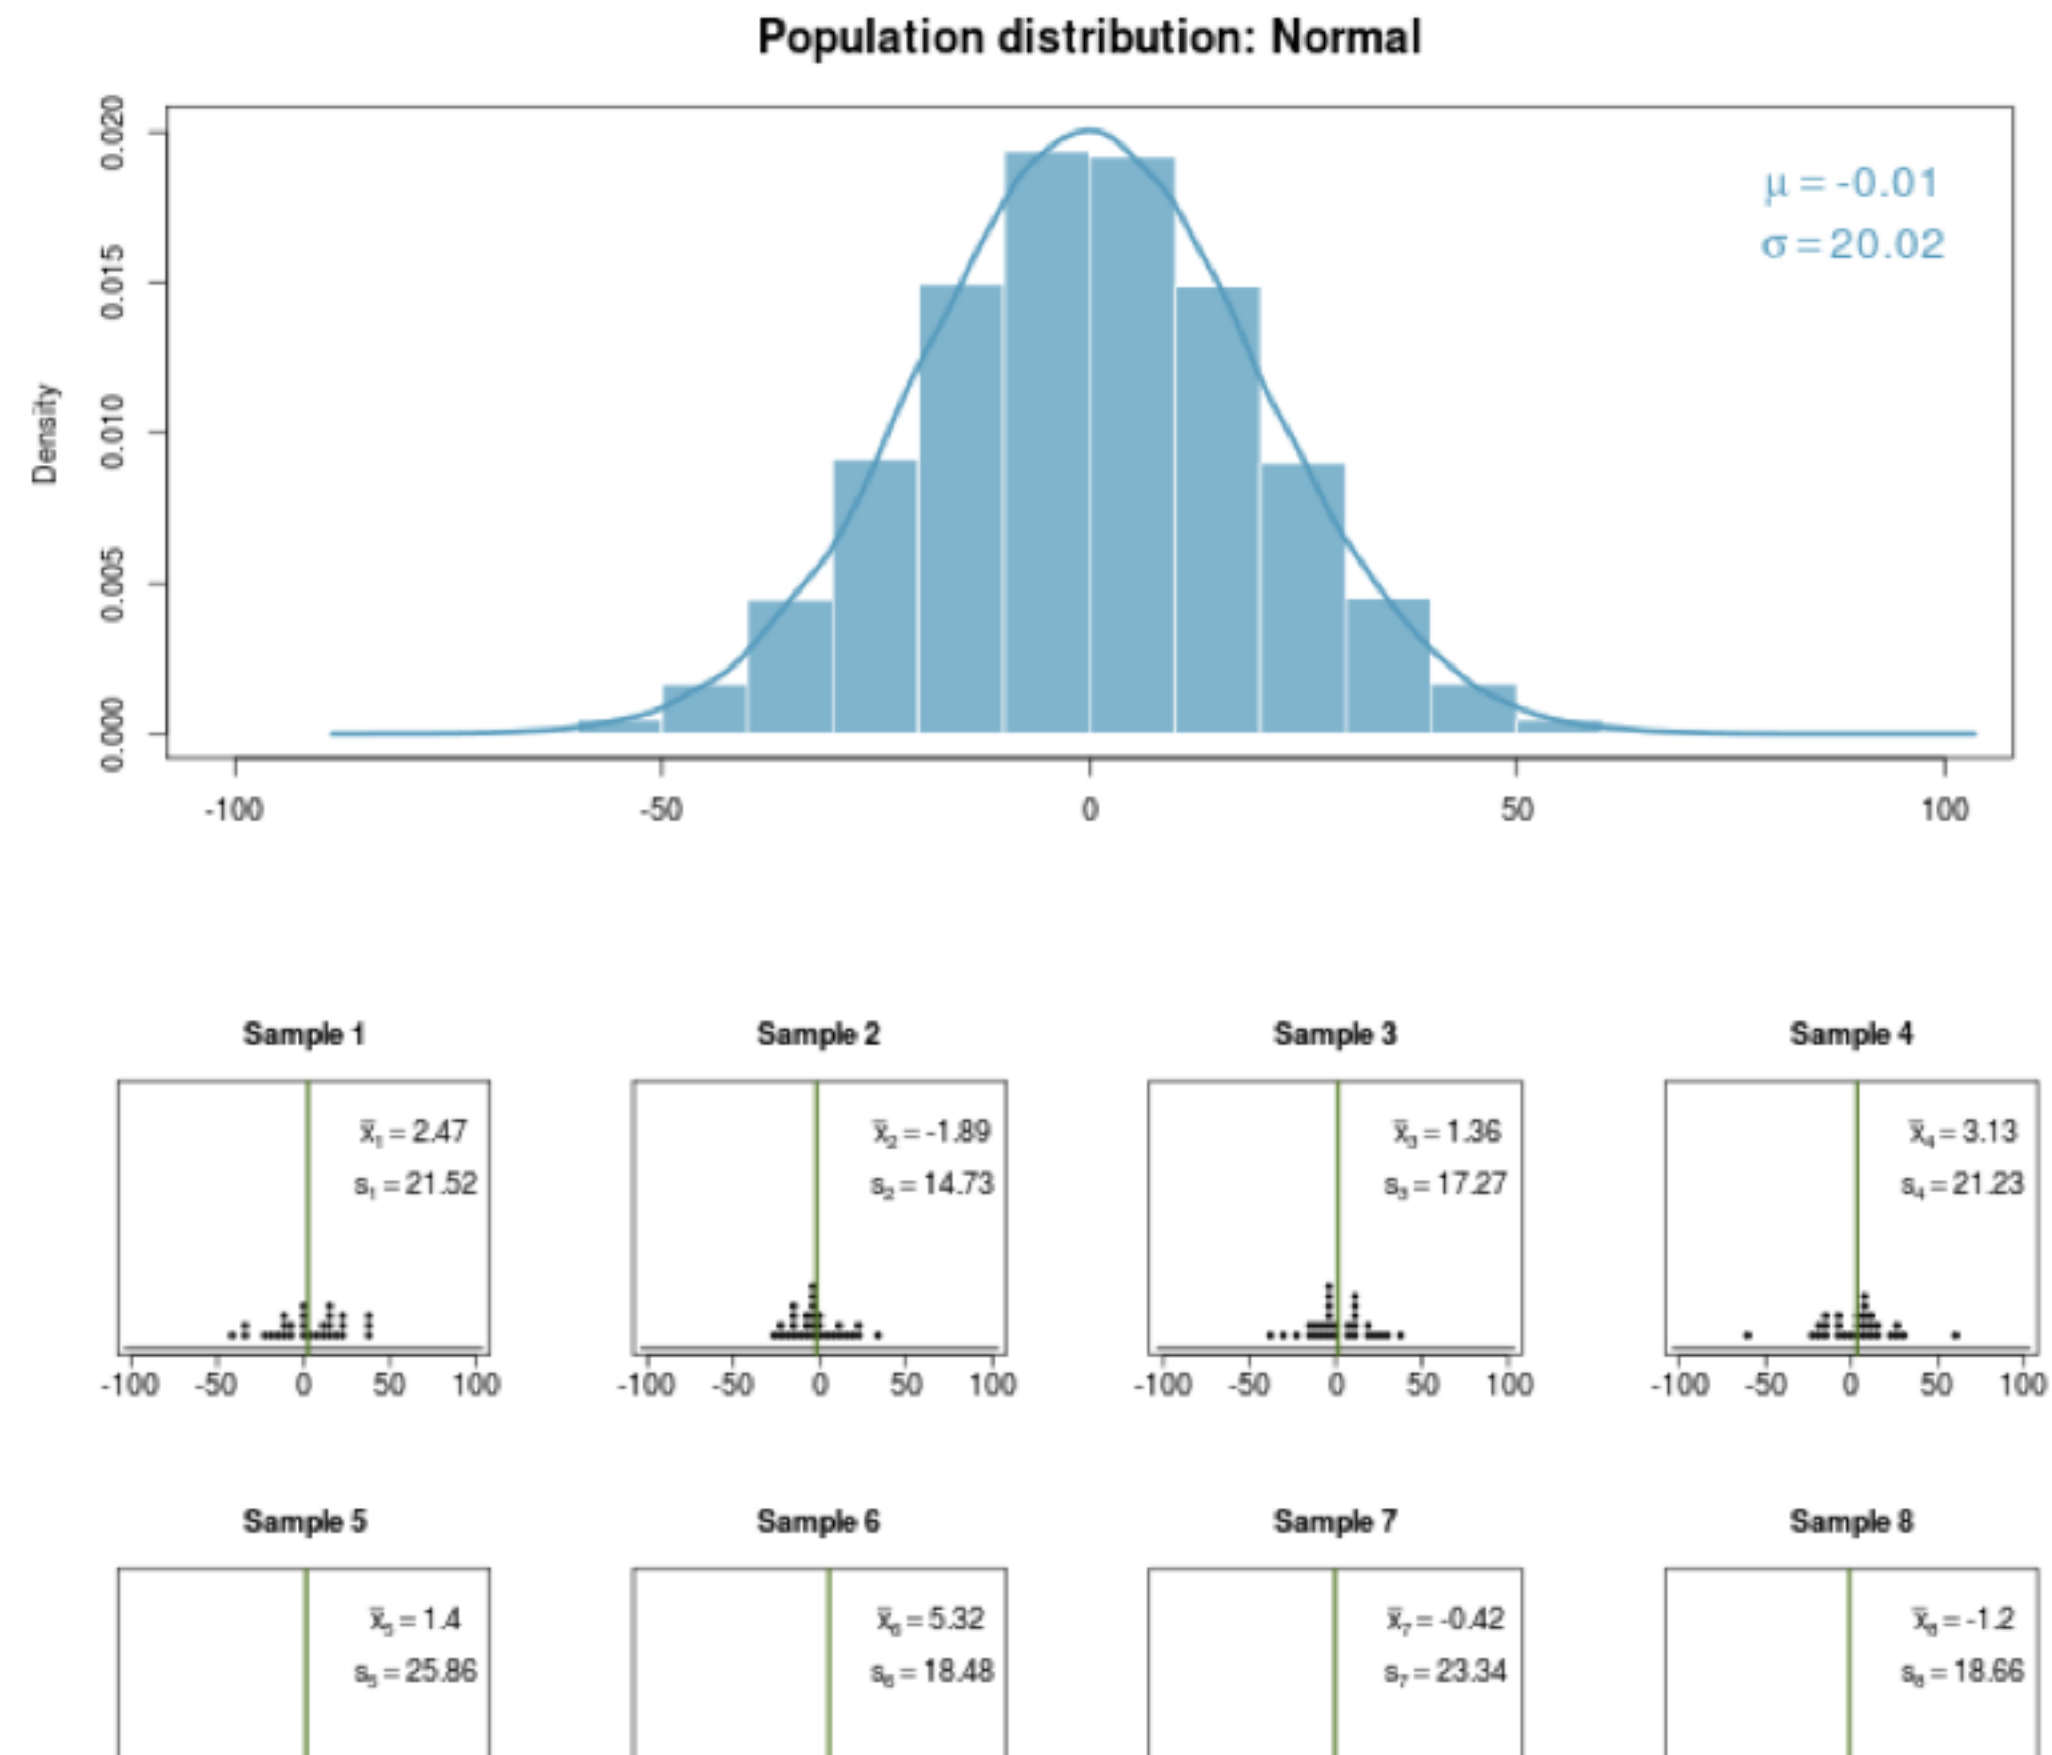 Population distribution: Normal
μ = -0.01
σ = 20.02
Density
0.020
0.015
0.010
0.005
0.000
-100 -50 0 50 100
Sample 1 Sample 2 Sample 3 Sample 4
x̄₁ = 2.47 x̄₂ = -1.89 x̄₃ = 1.36 x̄₄ = 3.13
s₁ = 21.52 s₂ = 14.73 s₃ = 17.27 s₄ = 21.23
-100 -50 0 50 100 -100 -50 0 50 100 -100 -50 0 50 100 -100 -50 0 50 100
Sample 5 Sample 6 Sample 7 Sample 8
x̄₅ = 1.4 x̄₆ = 5.32 x̄₇ = -0.42 x̄₈ = -1.2
s₅ = 25.86 s₆ = 18.48 s₇ = 23.34 s₈ = 18.66